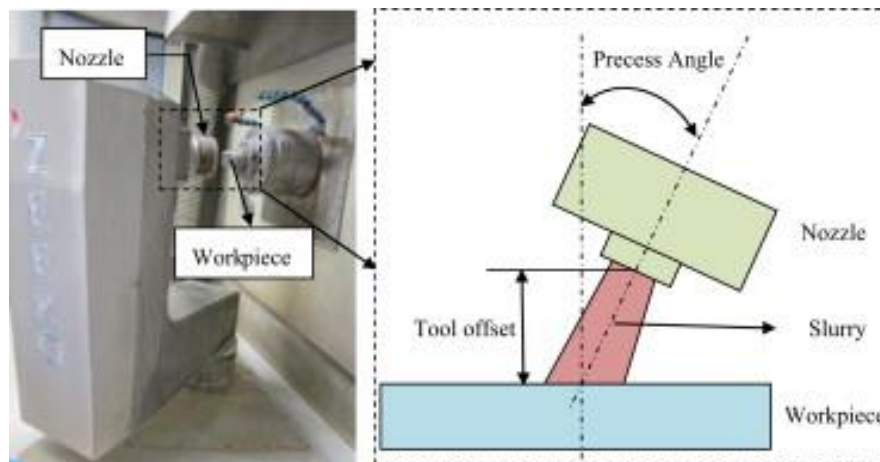 Nozzle
Workpiece
Precess Angle
Nozzle
Tool offset
Slurry
Workpiece